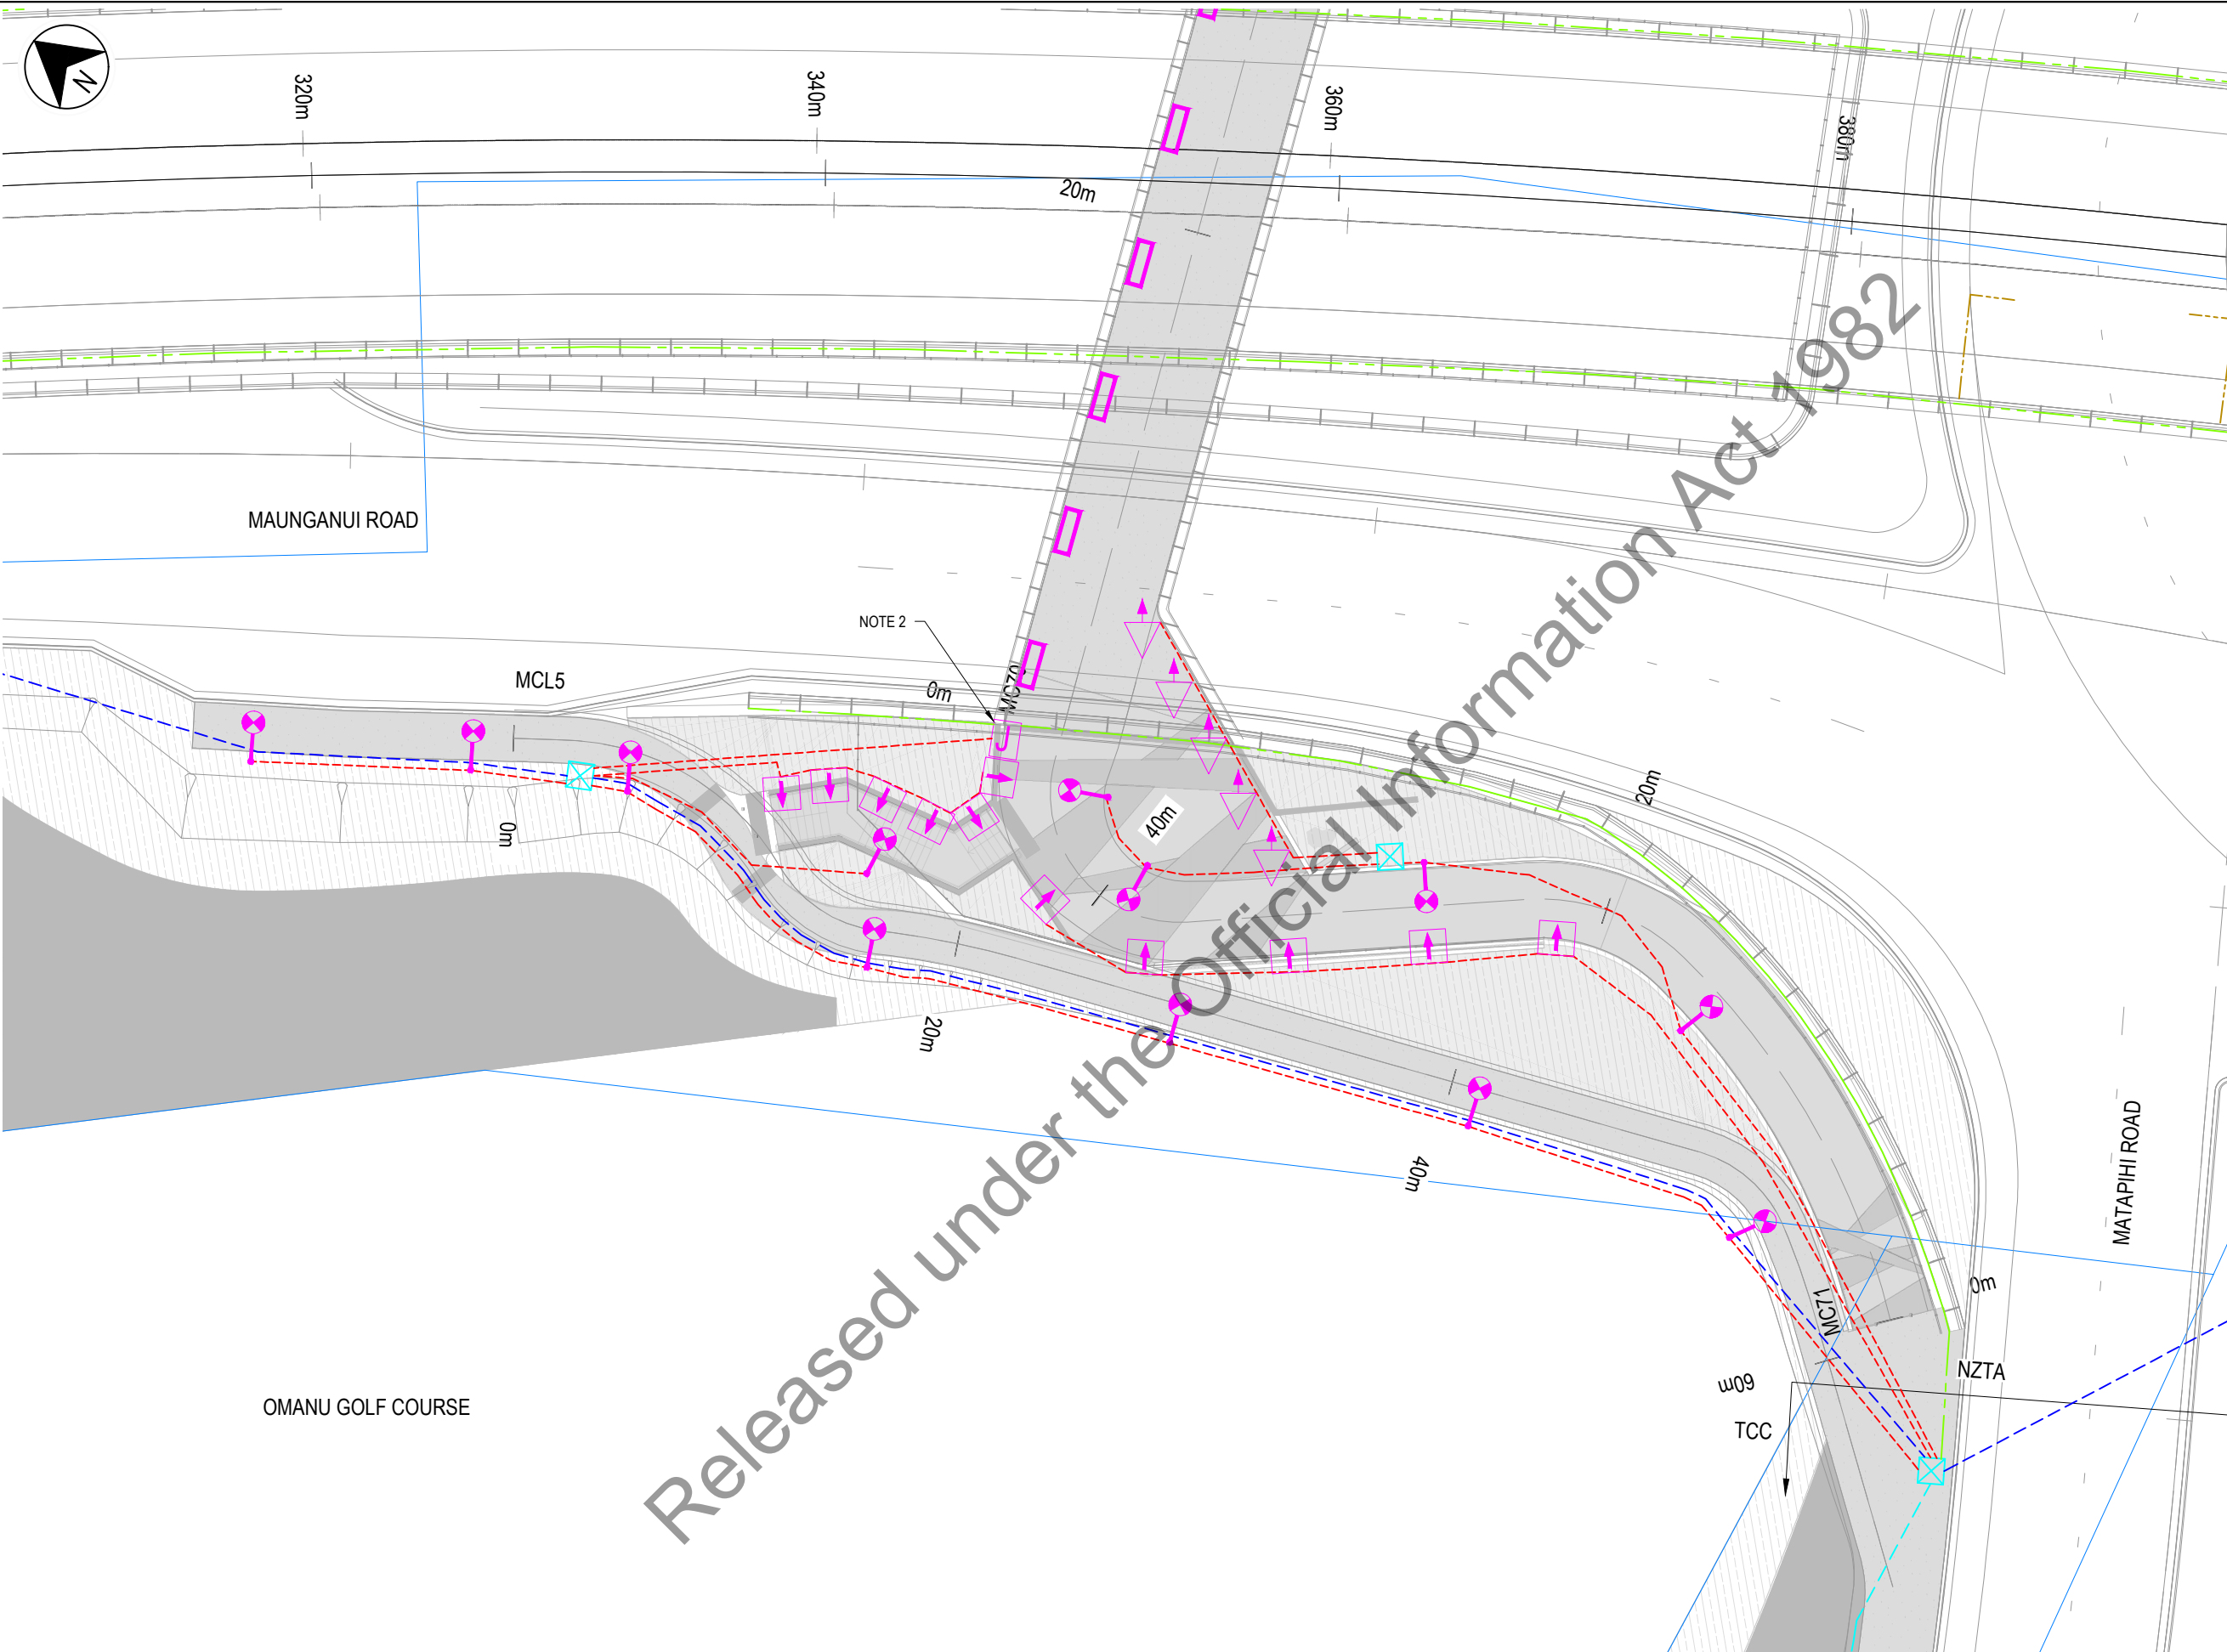 N
320m
340m
360m
380m
20m
MAUNGANUI ROAD
NOTE 2
MCL5
0m
MC70
20m
40m
0m
20m
40m
MATAPIHI ROAD
0m
MC71
60m
NZTA
TCC
OMANU GOLF COURSE
Released under the Official Information Act 1982